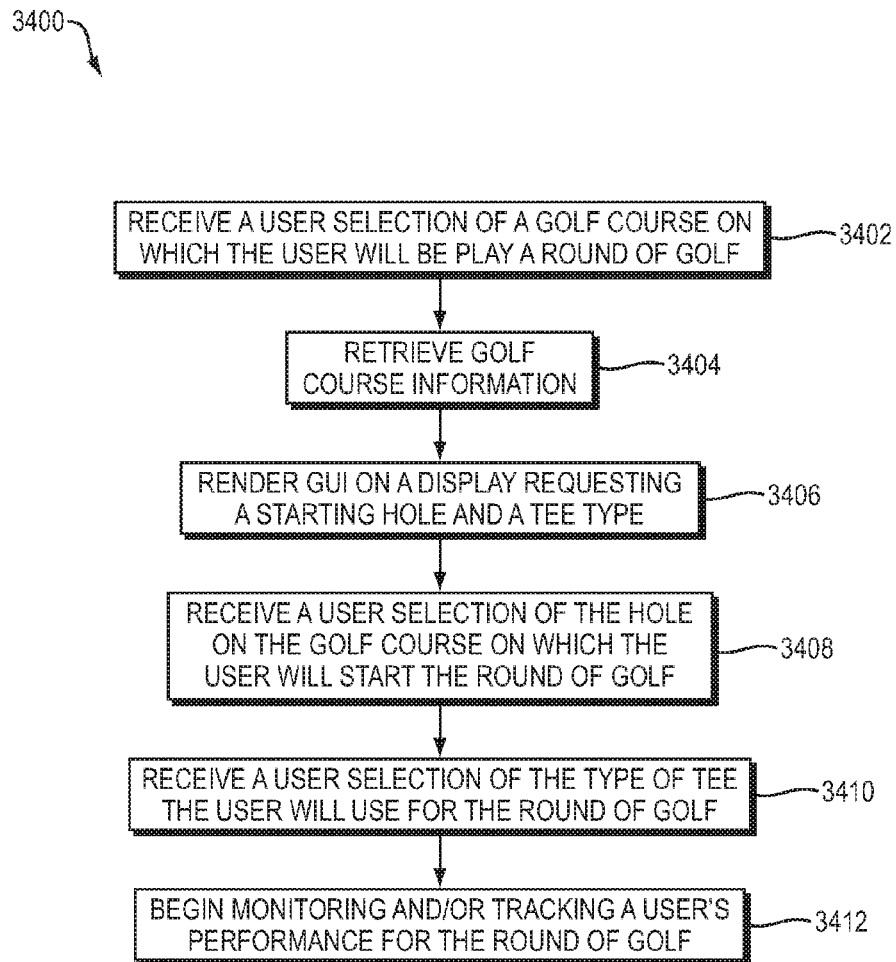 3400
RECEIVE A USER SELECTION OF A GOLF COURSE ON
WHICH THE USER WILL BE PLAY A ROUND OF GOLF
3402
RETRIEVE GOLF
COURSE INFORMATION
3404
RENDER GUI ON A DISPLAY REQUESTING
A STARTING HOLE AND A TEE TYPE
3406
RECEIVE A USER SELECTION OF THE HOLE
ON THE GOLF COURSE ON WHICH THE
USER WILL START THE ROUND OF GOLF
3408
RECEIVE A USER SELECTION OF THE TYPE OF TEE
THE USER WILL USE FOR THE ROUND OF GOLF
3410
BEGIN MONITORING AND/OR TRACKING A USER'S
PERFORMANCE FOR THE ROUND OF GOLF
3412